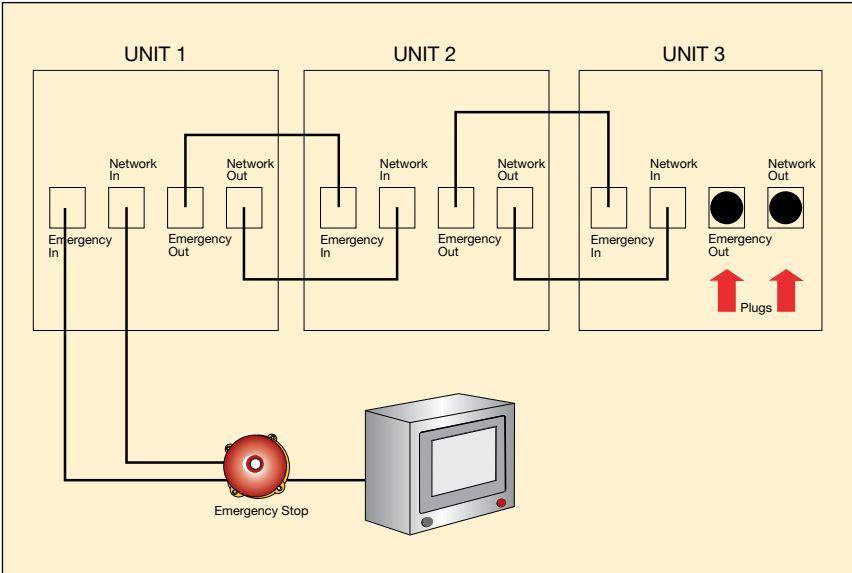 UNIT 1
UNIT 2
UNIT 3
Network
In
Network
Out
Network
In
Network
Out
Network
In
Network
Out
Emergency
In
Emergency
Out
Emergency
In
Emergency
Out
Emergency
In
Emergency
Out
Plugs
Emergency Stop